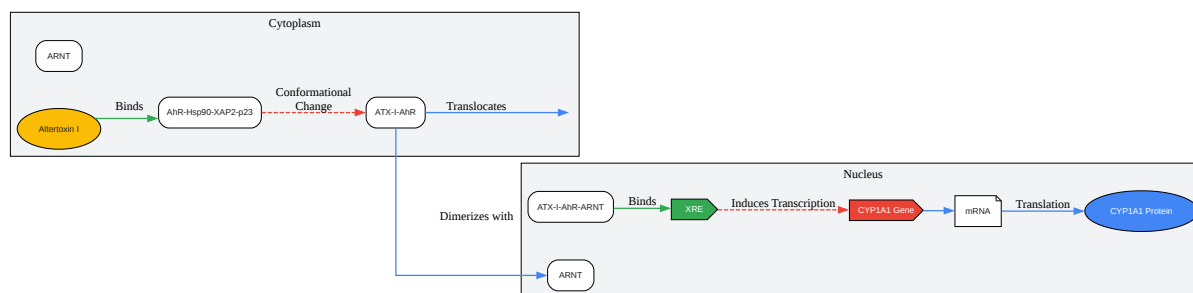 Cytoplasm
ARNT
Altertoxin I
Binds
AhR-Hsp90-XAP2-p23
Conformational
Change
ATX-I-AhR
Translocates
Dimerizes with
Nucleus
ATX-I-AhR-ARNT
Binds
XRE
Induces Transcription
CYP1A1 Gene
mRNA
Translation
CYP1A1 Protein
ARNT